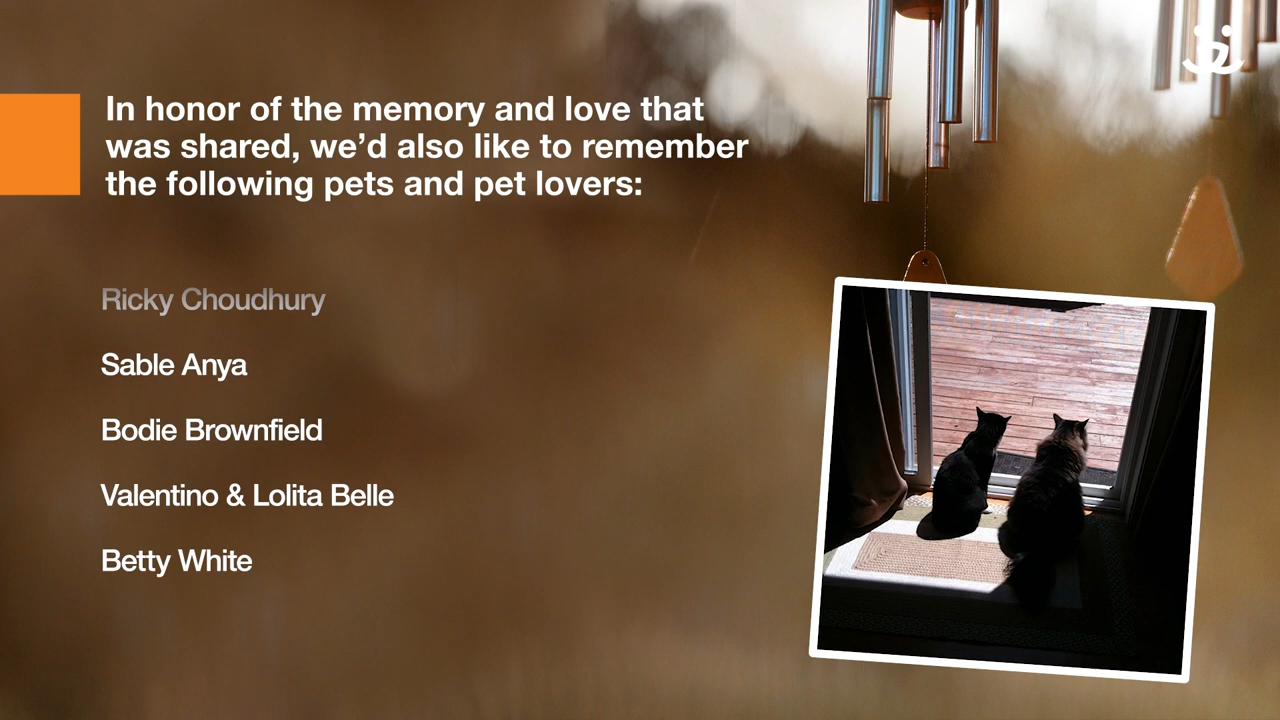 In honor of the memory and love that
was shared, we’d also like to remember
the following pets and pet lovers:
Ricky Choudhury
Sable Anya
Bodie Brownfield
Valentino & Lolita Belle
Betty White